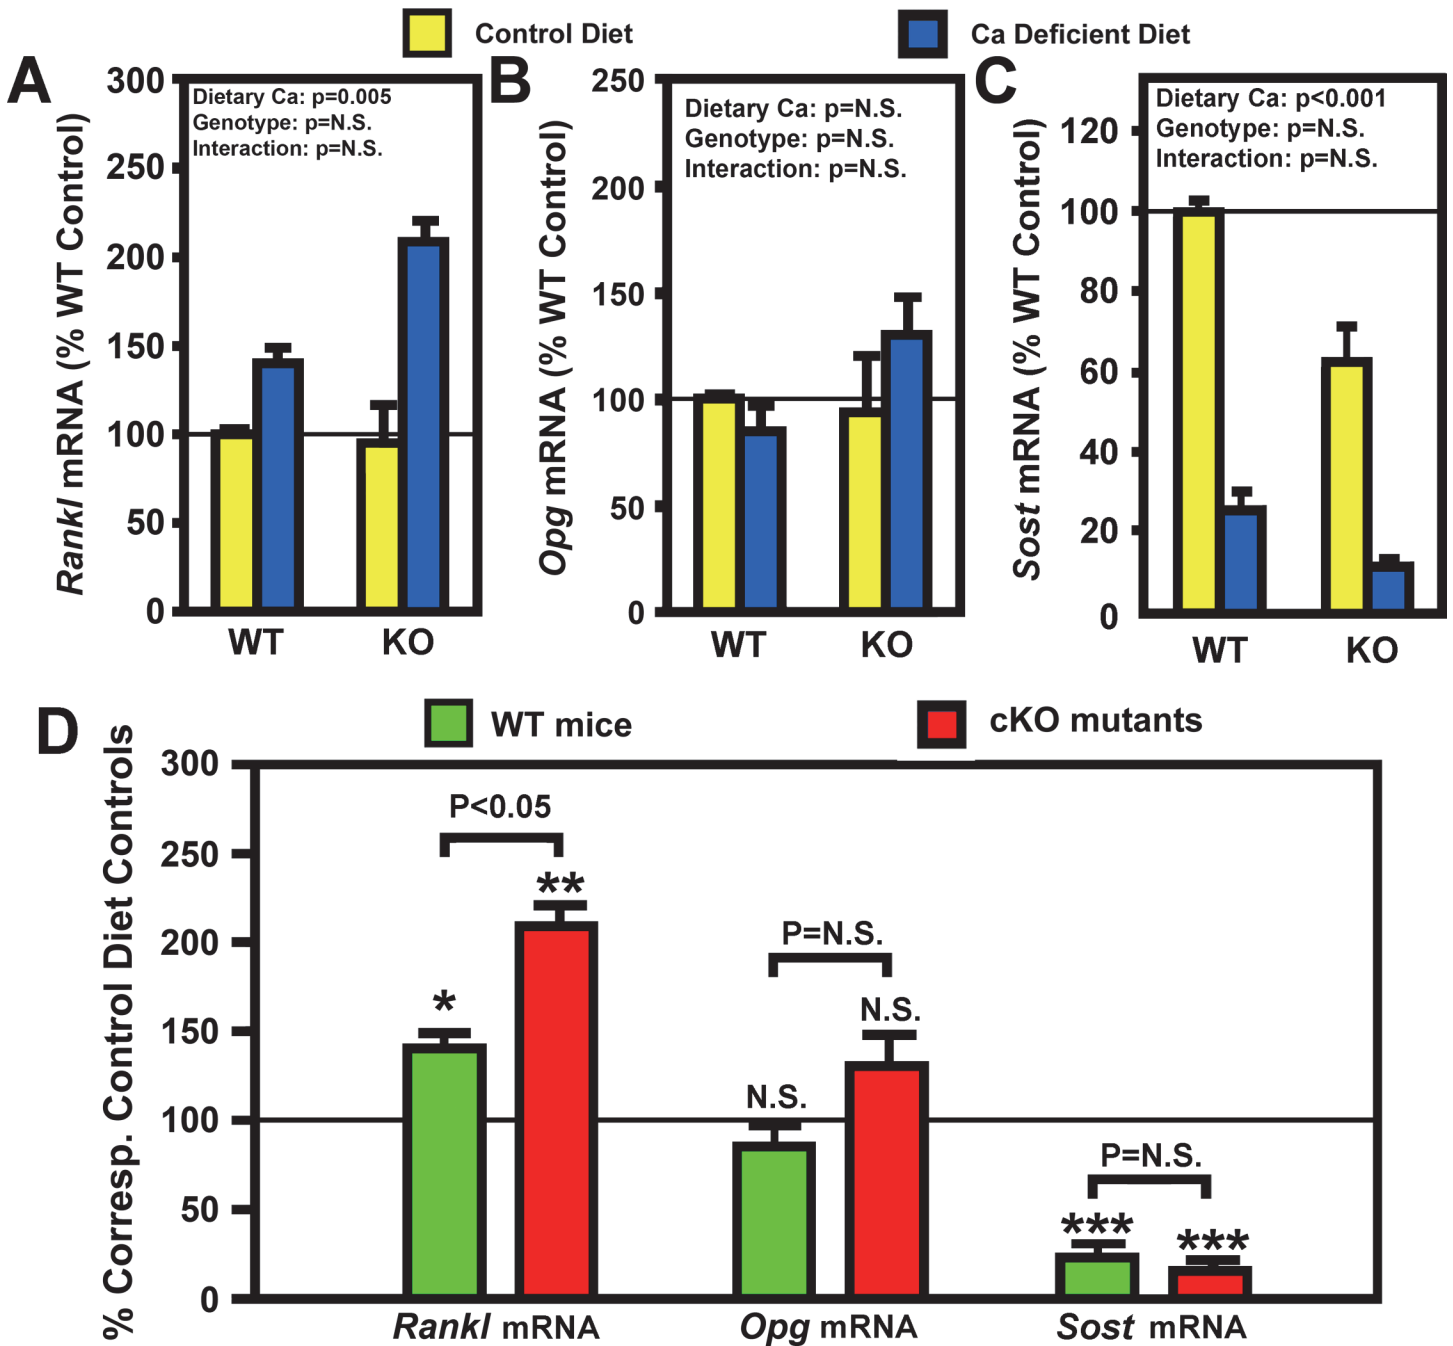 Control Diet
Ca Deficient Diet
A
300
250
200
150
100
50
0
Rankl mRNA (% WT Control)
Dietary Ca: p=0.005
Genotype: p=N.S.
Interaction: p=N.S.
WT
KO
B
250
200
150
100
50
0
Opg mRNA (% WT Control)
Dietary Ca: p=N.S.
Genotype: p=N.S.
Interaction: p=N.S.
WT
KO
C
120
100
80
60
40
20
0
Sost mRNA (% WT Control)
Dietary Ca: p<0.001
Genotype: p=N.S.
Interaction: p=N.S.
WT
KO
D
WT mice
cKO mutants
% Corresp. Control Diet Controls
300
250
200
150
100
50
0
P<0.05
*
**
P=N.S.
N.S.
N.S.
P=N.S.
***
***
Rankl mRNA
Opg mRNA
Sost mRNA